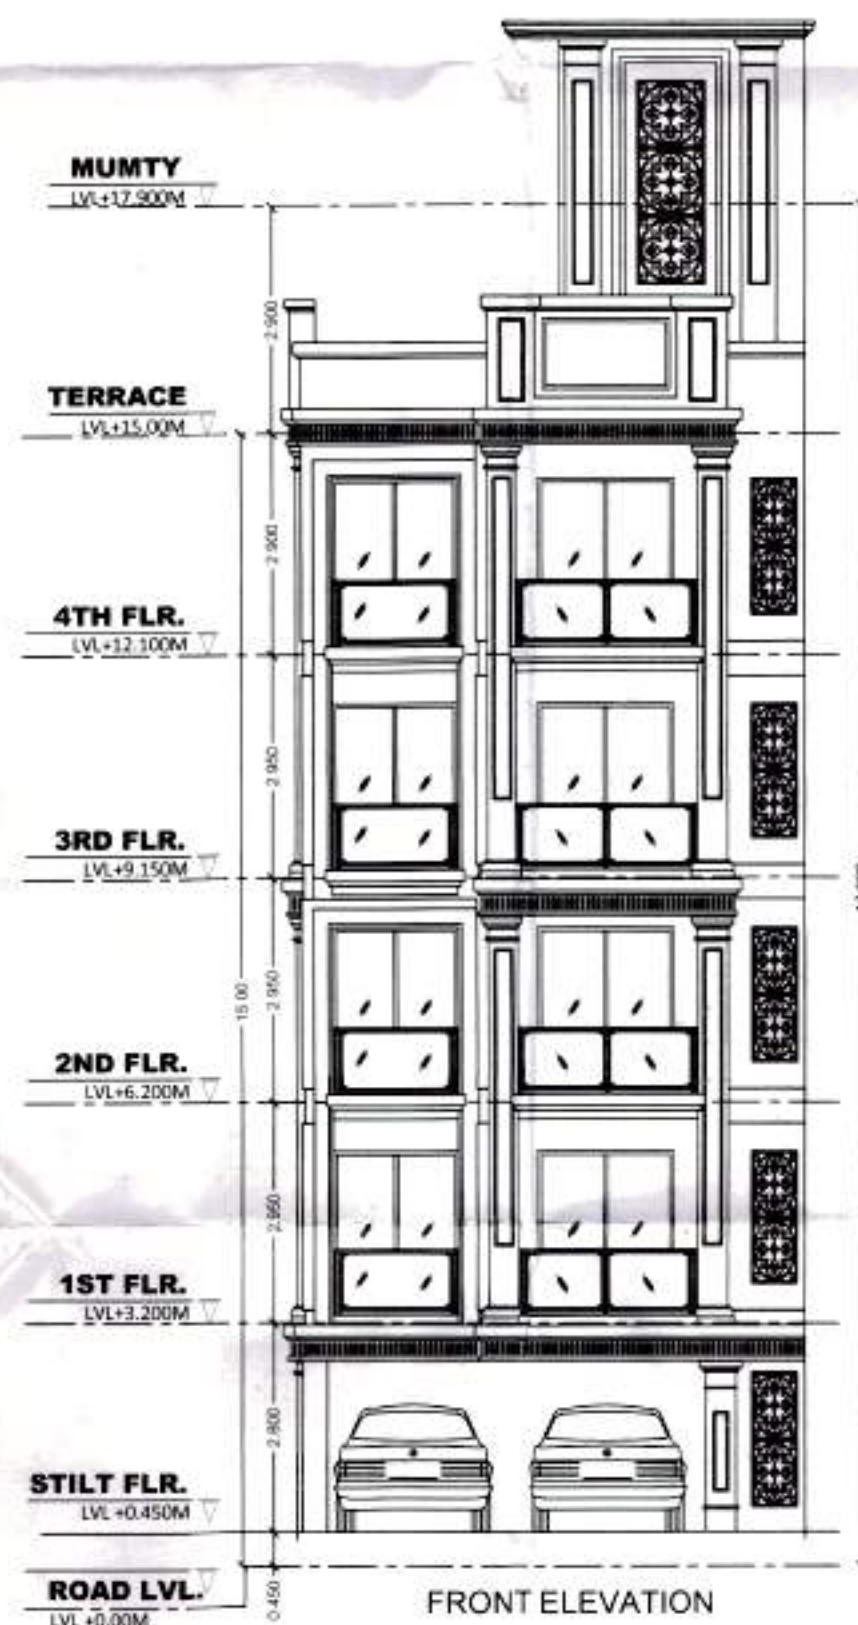 MUMTY
LVL+17.900M
2.900
TERRACE
LVL+15.00M
2.900
4TH FLR.
LVL+12.100M
2.950
3RD FLR.
LVL+9.150M
2.950
15.00
2ND FLR.
LVL+6.200M
2.950
1ST FLR.
LVL+3.200M
2.800
STILT FLR.
LVL +0.450M
ROAD LVL.
LVL +0.00M
0.450
FRONT ELEVATION